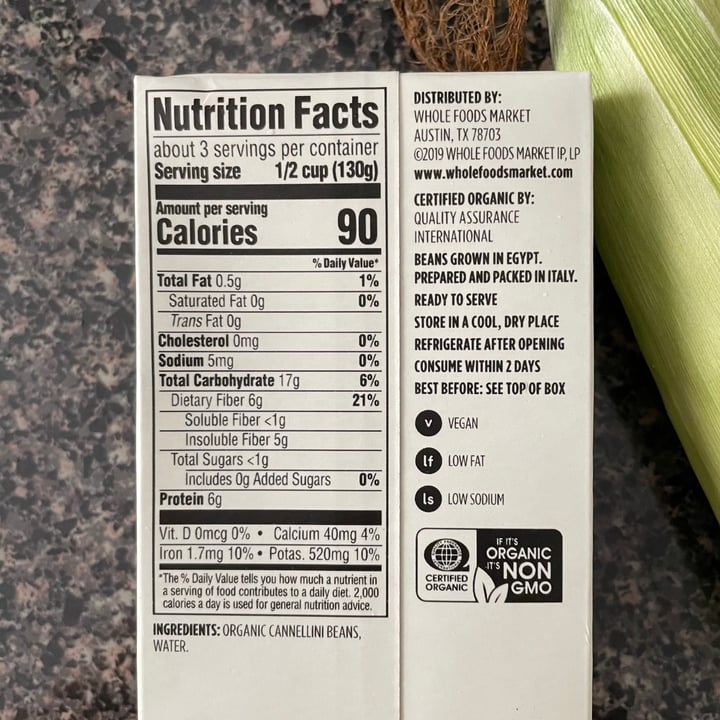 Nutrition Facts
about 3 servings per container
Serving size 1/2 cup (130g)
Amount per serving
Calories 90
% Daily Value*
Total Fat 0.5g 1%
Saturated Fat 0g 0%
Trans Fat 0g
Cholesterol 0mg 0%
Sodium 5mg 0%
Total Carbohydrate 17g 6%
Dietary Fiber 6g 21%
Soluble Fiber <1g
Insoluble Fiber 5g
Total Sugars <1g
Includes 0g Added Sugars 0%
Protein 6g
Vit. D 0mcg 0% • Calcium 40mg 4%
Iron 1.7mg 10% • Potas. 520mg 10%
*The % Daily Value tells you how much a nutrient in
a serving of food contributes to a daily diet. 2,000
calories a day is used for general nutrition advice.
INGREDIENTS: ORGANIC CANNELLINI BEANS,
WATER.
DISTRIBUTED BY:
WHOLE FOODS MARKET
AUSTIN, TX 78703
©2019 WHOLE FOODS MARKET IP, LP
www.wholefoodsmarket.com
CERTIFIED ORGANIC BY:
QUALITY ASSURANCE
INTERNATIONAL
BEANS GROWN IN EGYPT.
PREPARED AND PACKED IN ITALY.
READY TO SERVE
STORE IN A COOL, DRY PLACE
REFRIGERATE AFTER OPENING
CONSUME WITHIN 2 DAYS
BEST BEFORE: SEE TOP OF BOX
v VEGAN
lf LOW FAT
ls LOW SODIUM
CERTIFIED
ORGANIC
IF IT'S
ORGANIC
IT'S NON
GMO